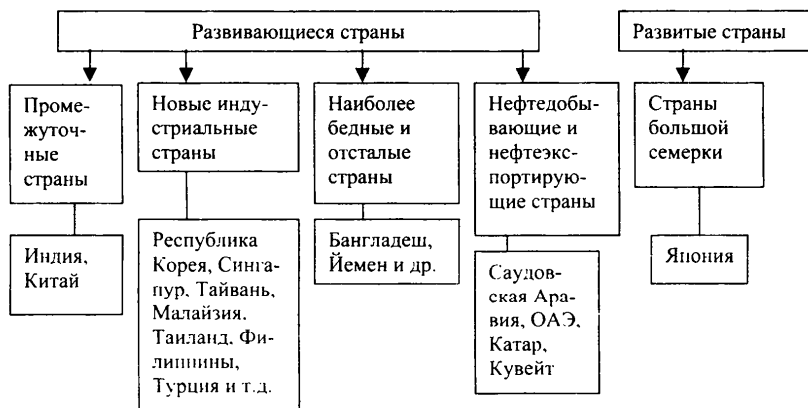 Развивающиеся страны
Развитые страны
Проме-
жуточ-
ные
страны
Новые инду-
стриальные
страны
Наиболее
бедные и
отсталые
страны
Нефтедобы-
вающие и
нефтеэкс-
портирую-
щие страны
Страны
большой
семерки
Индия,
Китай
Республика
Корея, Синга-
пур, Тайвань,
Малайзия,
Таиланд, Фи-
липпины,
Турция и т.д.
Бангладеш,
Йемен и др.
Саудов-
ская Ара-
вия, ОАЭ,
Катар,
Кувейт
Япония